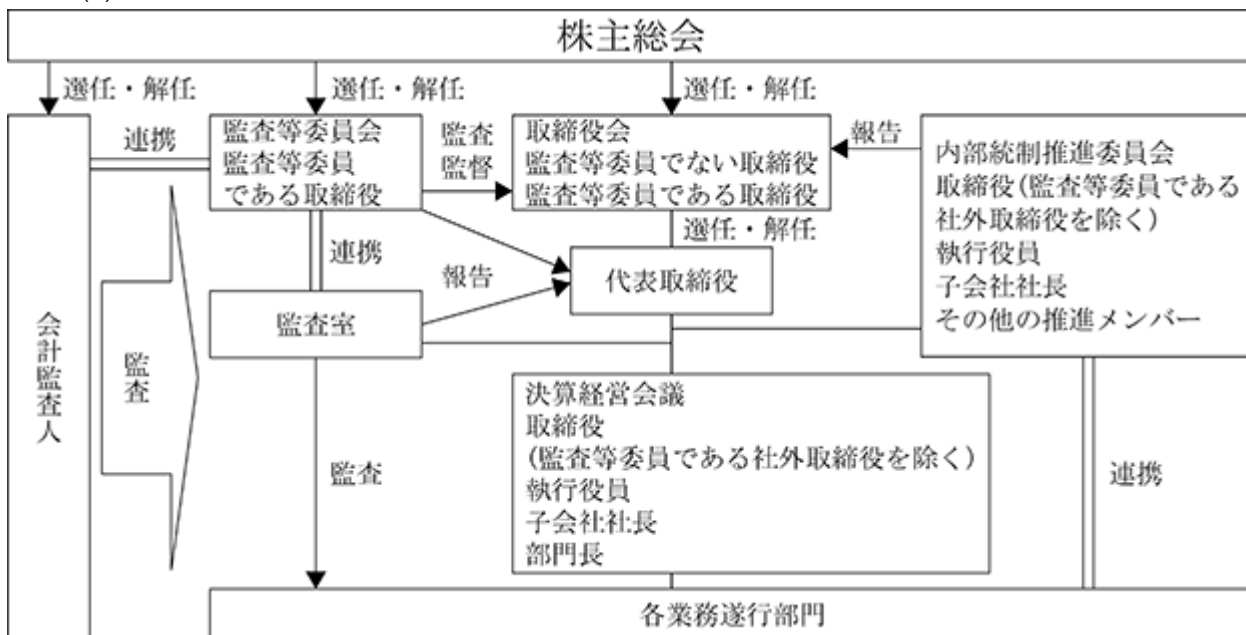 株主総会
選任・解任
選任・解任
選任・解任
連携
監査等委員会
監査等委員
である取締役
監査
監督
取締役会
監査等委員でない取締役
監査等委員である取締役
報告
内部統制推進委員会
取締役(監査等委員である
社外取締役を除く)
執行役員
子会社社長
その他の推進メンバー
選任・解任
連携
報告
代表取締役
監査室
会計監査人
監査
決算経営会議
取締役
(監査等委員である社外取締役を除く)
執行役員
子会社社長
部門長
監査
連携
各業務遂行部門